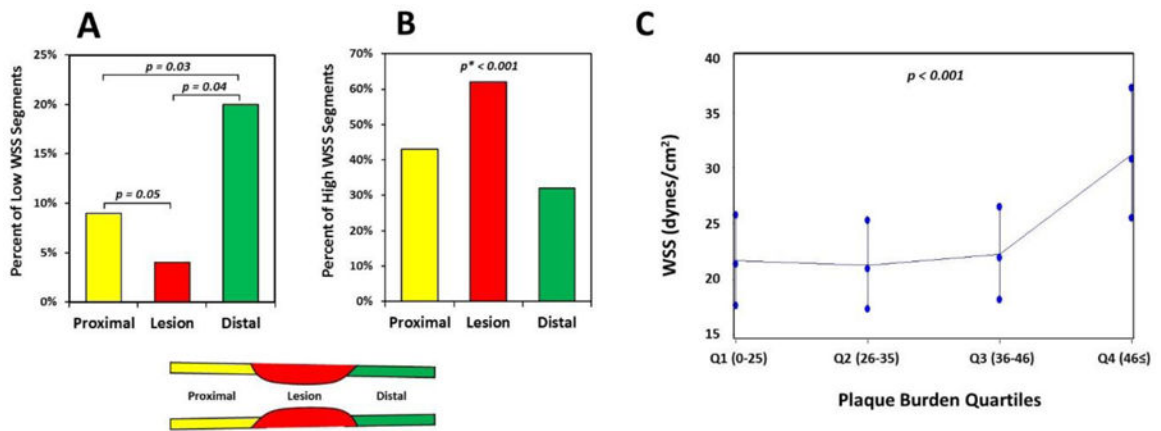 A
Percent of Low WSS Segments
25%
20%
15%
10%
5%
0%
p = 0.03
p = 0.04
p = 0.05
Proximal Lesion Distal
B
Percent of High WSS Segments
70%
60%
50%
40%
30%
20%
10%
0%
p* < 0.001
Proximal Lesion Distal
Proximal Lesion Distal
C
WSS (dynes/cm²)
40
35
30
25
20
15
p < 0.001
Q1 (0-25) Q2 (26-35) Q3 (36-46) Q4 (46≤)
Plaque Burden Quartiles